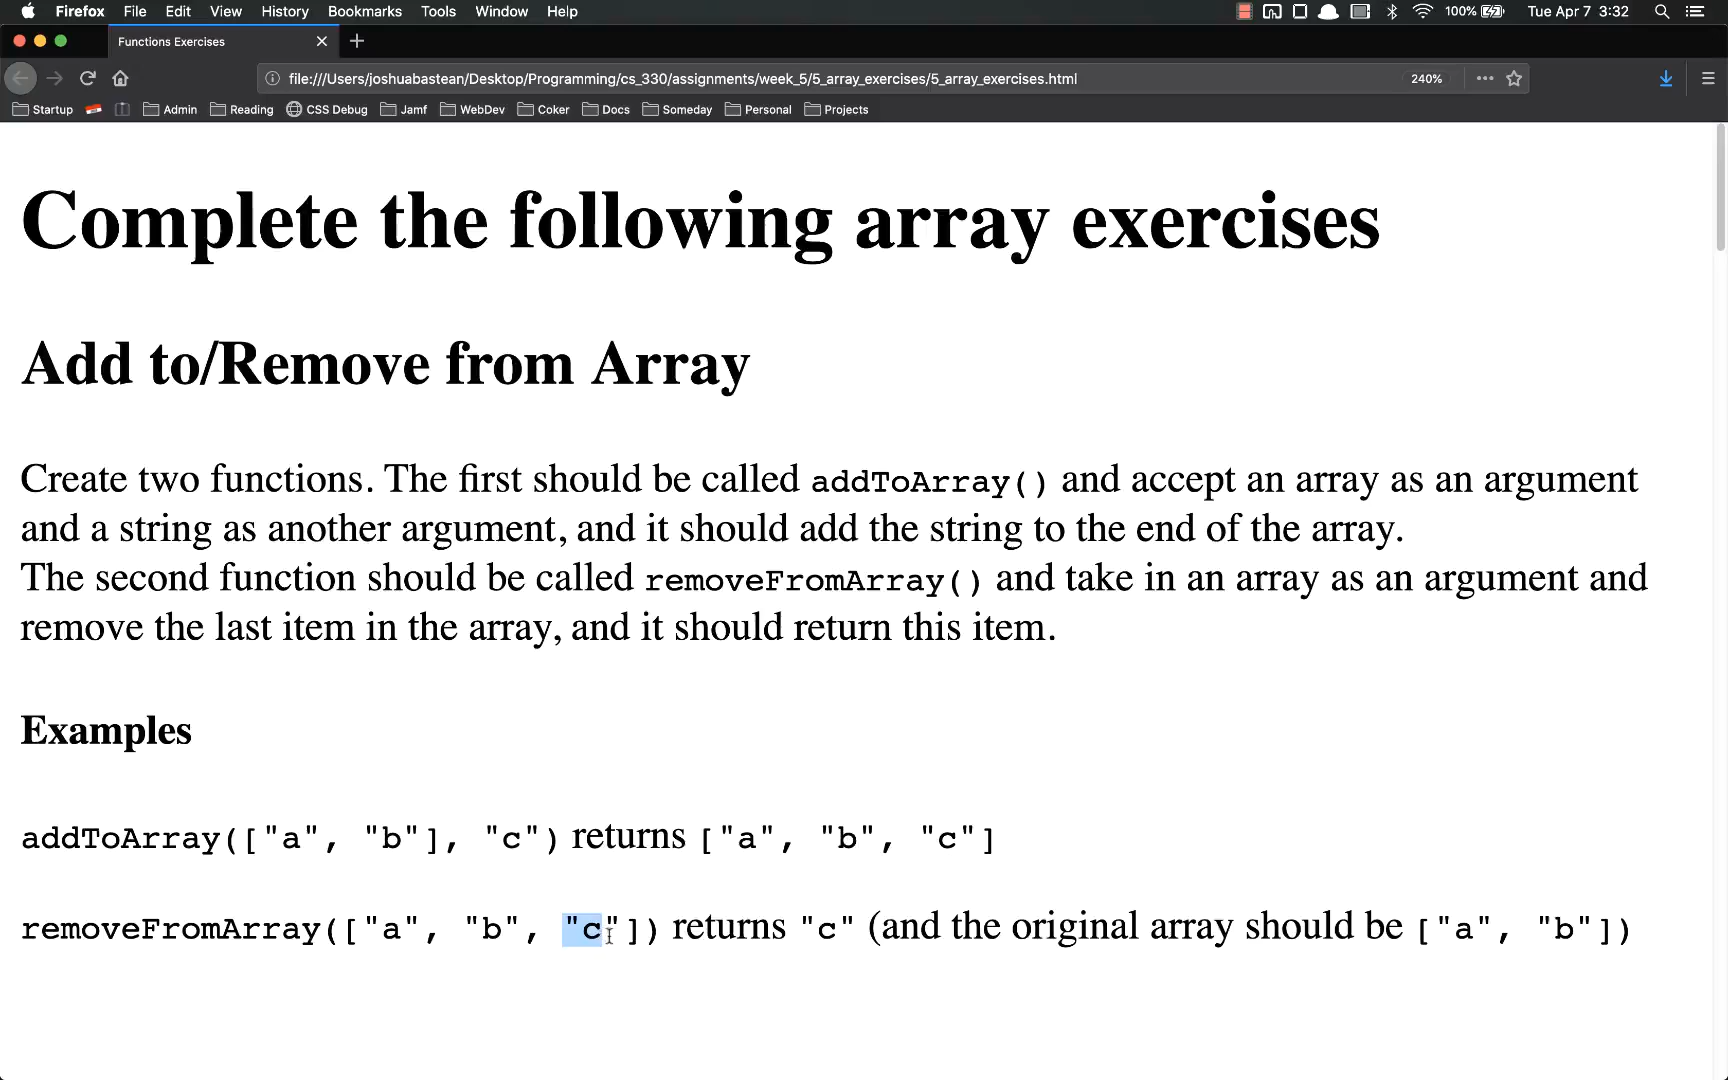 Firefox File Edit View History Bookmarks Tools Window Help 100% Tue Apr 7 3:32
Functions Exercises
file:///Users/joshuabastean/Desktop/Programming/cs_330/assignments/week_5/5_array_exercises/5_array_exercises.html 240%
Startup Admin Reading CSS Debug Jamf WebDev Coker Docs Someday Personal Projects
Complete the following array exercises
Add to/Remove from Array
Create two functions. The first should be called addToArray() and accept an array as an argument
and a string as another argument, and it should add the string to the end of the array.
The second function should be called removeFromArray() and take in an array as an argument and
remove the last item in the array, and it should return this item.
Examples
addToArray(["a", "b"], "c") returns ["a", "b", "c"]
removeFromArray(["a", "b", "c"]) returns "c" (and the original array should be ["a", "b"])